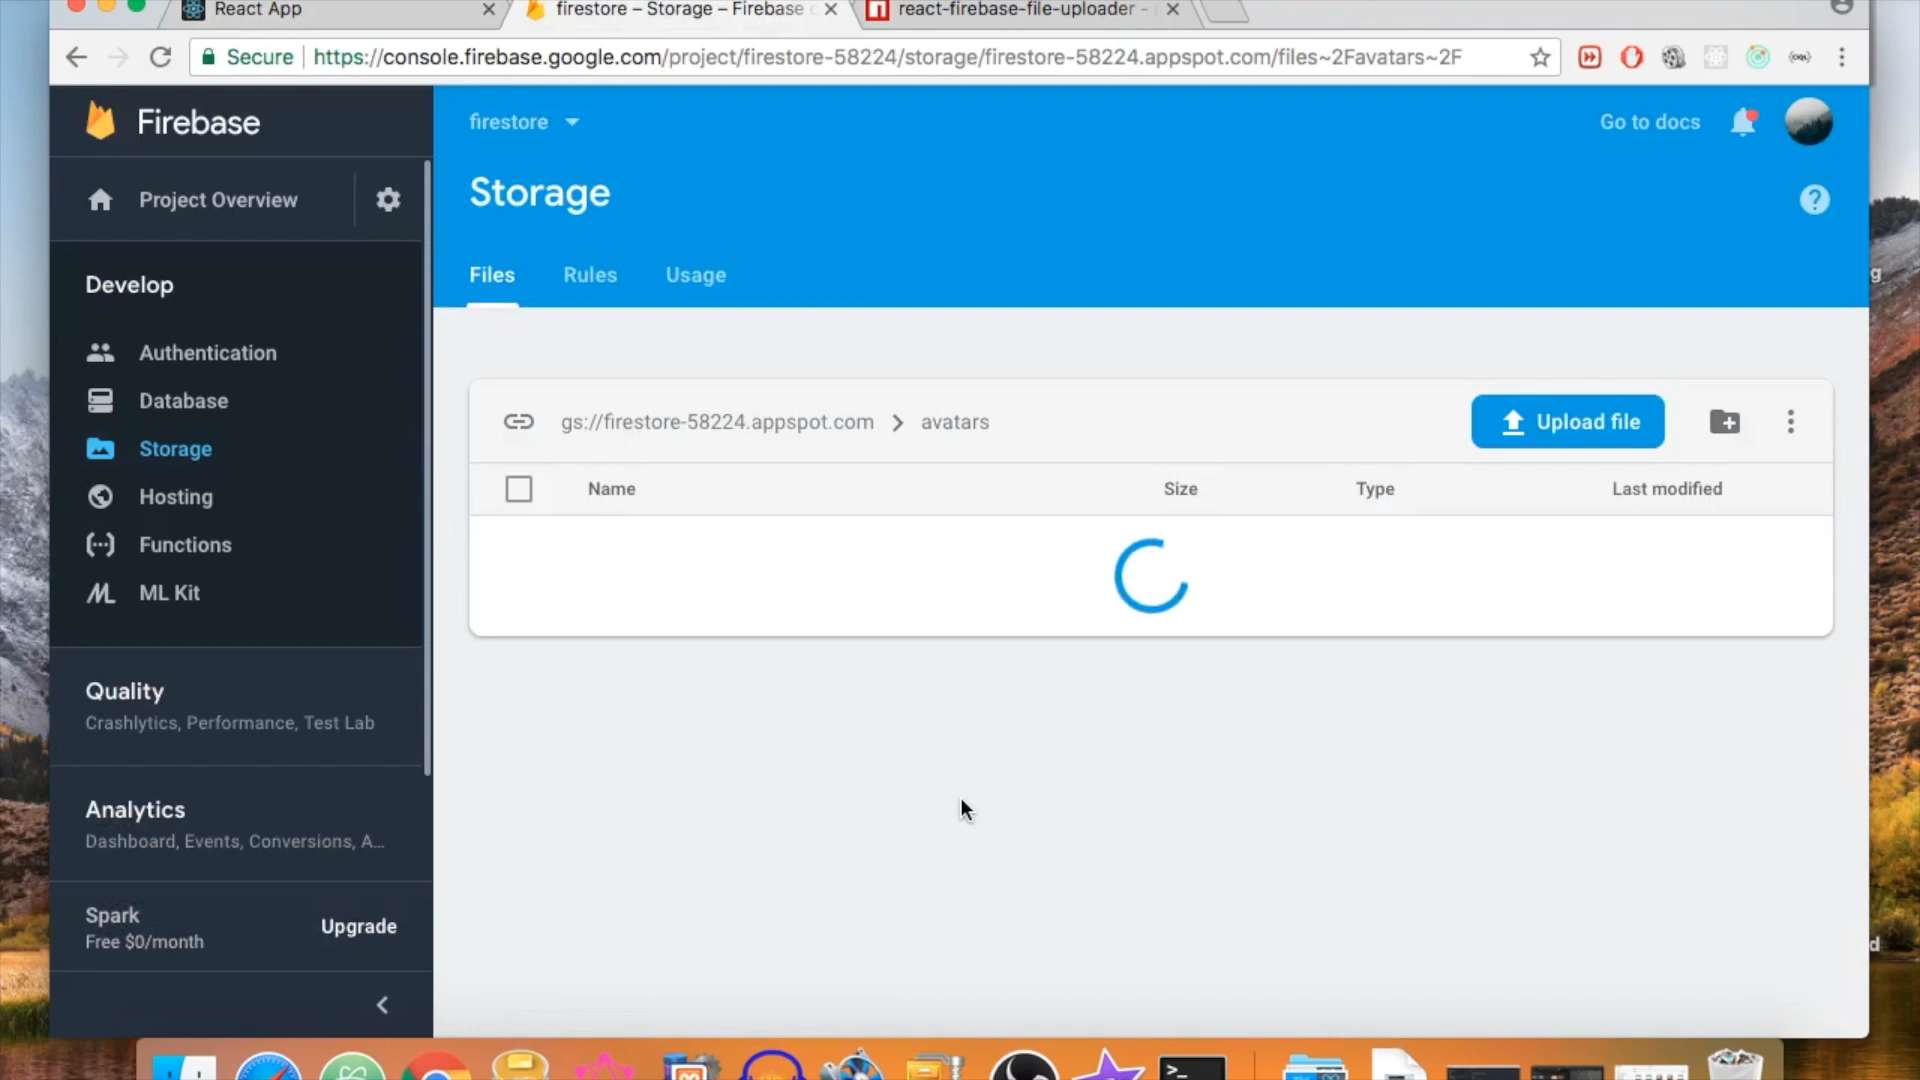 React App
firestore – Storage – Firebase c
react-firebase-file-uploader -
Secure
https://console.firebase.google.com/project/firestore-58224/storage/firestore-58224.appspot.com/files~2Favatars~2F
Firebase
firestore
Go to docs
Project Overview
Storage
?
Files
Rules
Usage
Develop
Authentication
Database
Storage
Hosting
Functions
ML Kit
gs://firestore-58224.appspot.com
avatars
Upload file
Name
Size
Type
Last modified
Quality
Crashlytics, Performance, Test Lab
Analytics
Dashboard, Events, Conversions, A...
Spark
Free $0/month
Upgrade
g
d
>_